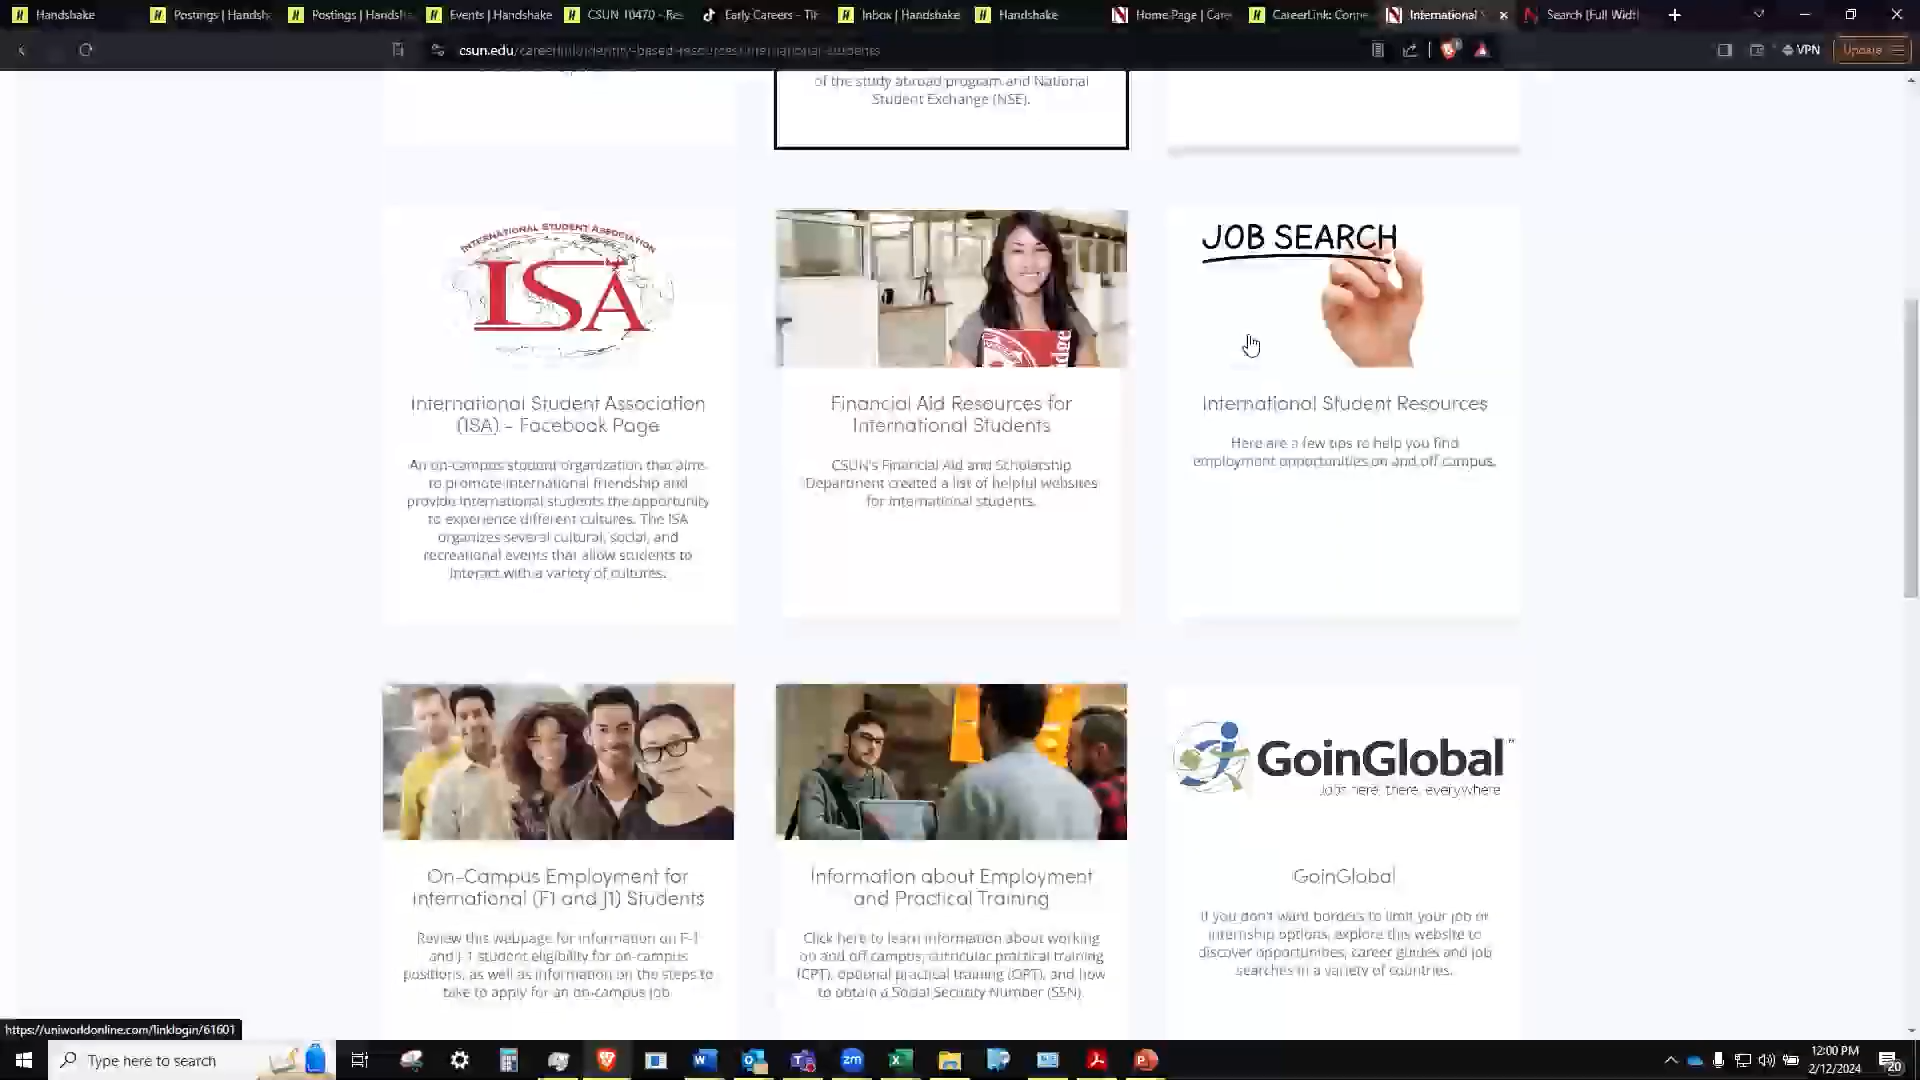 Handshake
Postings | Handsh
Postings | Handsh
Events | Handshake
CSUN 10470 - Re
Early Careers - Ti
Inbox | Handshake
Handshake
Home Page | Care
CareerLink: Conne
International
Search (Full Widt
csun.edu/careerlink/identity-based-resources/international-students
VPN
Update
of the study abroad program and National
Student Exchange (NSE).
INTERNATIONAL STUDENT ASSOCIATION
ISA
JOB SEARCH
International Student Association
(ISA) - Facebook Page
An on-campus student organization that aims
to promote international friendship and
provide international students the opportunity
to experience different cultures. The ISA
organizes several cultural, social, and
recreational events that allow students to
interact with a variety of cultures.
Financial Aid Resources for
International Students
CSUN's Financial Aid and Scholarship
Department created a list of helpful websites
for international students.
International Student Resources
Here are a few tips to help you find
employment opportunities on and off campus.
GoinGlobal™
Jobs here, there, everywhere
On-Campus Employment for
International (F1 and J1) Students
Review this webpage for information on F-1
and J-1 student eligibility for on-campus
positions, as well as information on the steps to
take to apply for an on-campus job
Information about Employment
and Practical Training
Click here to learn information about working
on and off campus, curricular practical training
(CPT), optional practical training (OPT), and how
to obtain a Social Security Number (SSN).
GoinGlobal
If you don't want borders to limit your job or
internship options, explore this website to
discover opportunities, career guides and job
searches in a variety of countries.
https://uniworldonline.com/linklogin/61601
Type here to search
12:00 PM
2/12/2024
20